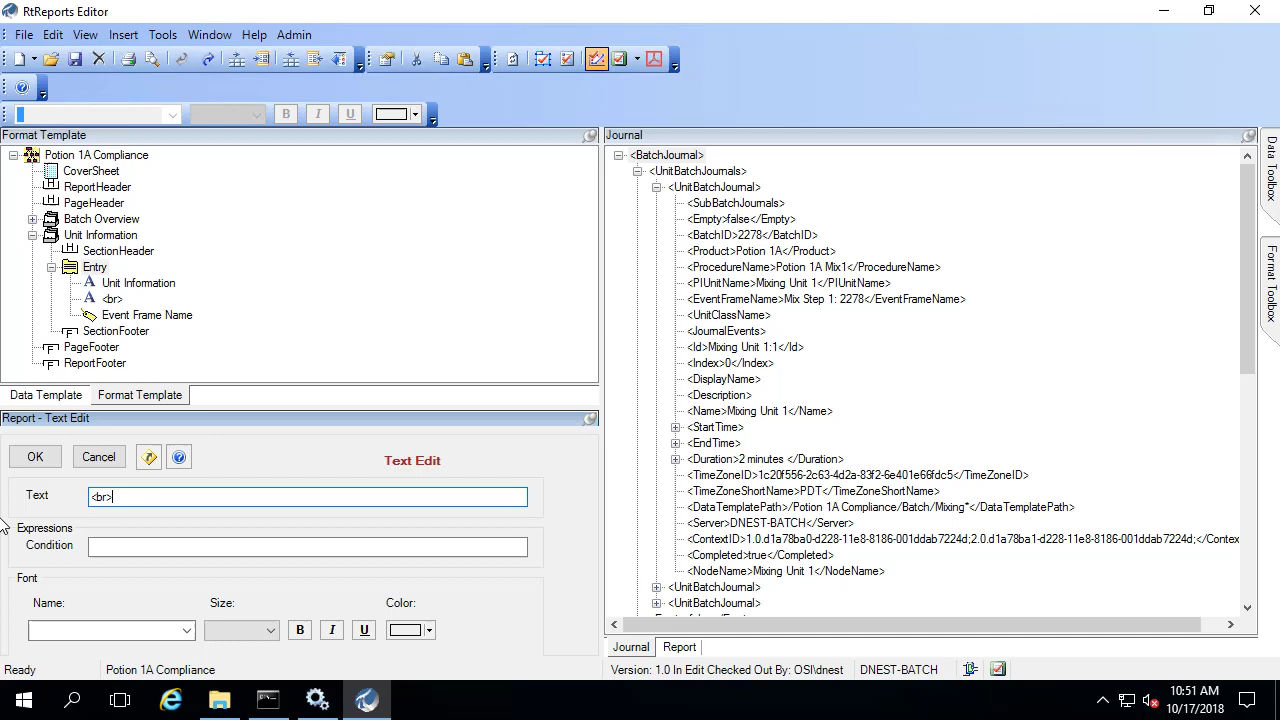 RtReports Editor
File Edit View Insert Tools Window Help Admin
B I U
Format Template
Potion 1A Compliance
CoverSheet
ReportHeader
PageHeader
Batch Overview
Unit Information
SectionHeader
Entry
A Unit Information
A <br>
Event Frame Name
SectionFooter
PageFooter
ReportFooter
Data Template Format Template
Report - Text Edit
OK Cancel
Text Edit
Text <br>
Expressions
Condition
Font
Name: Size: Color:
B I U
Ready Potion 1A Compliance
Journal
<BatchJournal>
<UnitBatchJournals>
<UnitBatchJournal>
<SubBatchJournals>
<Empty>false</Empty>
<BatchID>2278</BatchID>
<Product>Potion 1A</Product>
<ProcedureName>Potion 1A Mix1</ProcedureName>
<PIUnitName>Mixing Unit 1</PIUnitName>
<EventFrameName>Mix Step 1: 2278</EventFrameName>
<UnitClassName>
<JournalEvents>
<Id>Mixing Unit 1:1</Id>
<Index>0</Index>
<DisplayName>
<Description>
<Name>Mixing Unit 1</Name>
<StartTime>
<EndTime>
<Duration>2 minutes </Duration>
<TimeZoneID>1c20f556-2c63-4d2a-83f2-6e401e66fdc5</TimeZoneID>
<TimeZoneShortName>PDT</TimeZoneShortName>
<DataTemplatePath>/Potion 1A Compliance/Batch/Mixing*</DataTemplatePath>
<Server>DNEST-BATCH</Server>
<ContextID>1.0.d1a78ba0-d228-11e8-8186-001ddab7224d;2.0.d1a78ba1-d228-11e8-8186-001ddab7224d;</Contex
<Completed>true</Completed>
<NodeName>Mixing Unit 1</NodeName>
<UnitBatchJournal>
<UnitBatchJournal>
Journal Report
Version: 1.0 In Edit Checked Out By: OSI\dnest DNEST-BATCH
Data Toolbox
Format Toolbox
10:51 AM
10/17/2018